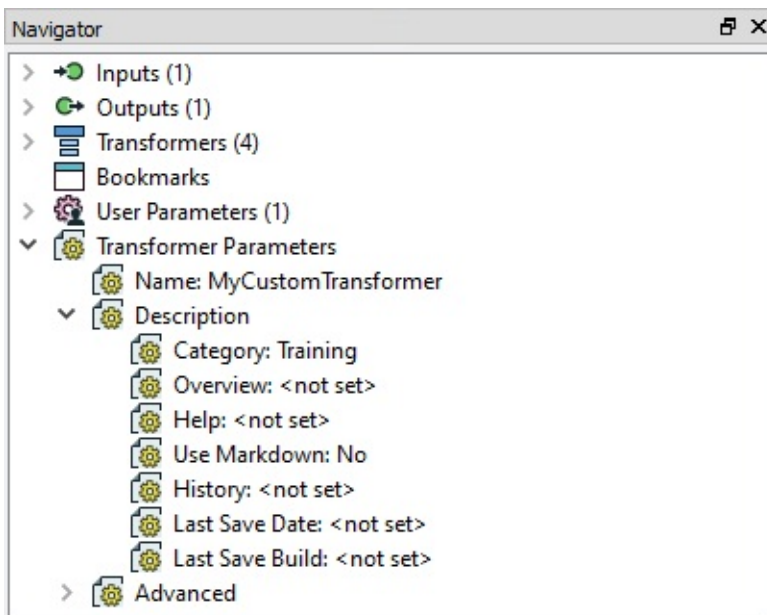 Navigator
Inputs (1)
Outputs (1)
Transformers (4)
Bookmarks
User Parameters (1)
Transformer Parameters
Name: MyCustomTransformer
Description
Category: Training
Overview: <not set>
Help: <not set>
Use Markdown: No
History: <not set>
Last Save Date: <not set>
Last Save Build: <not set>
Advanced